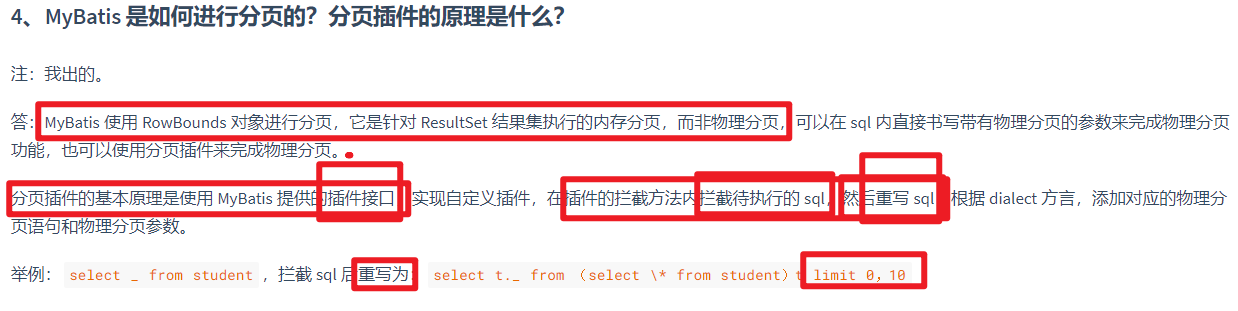 4、MyBatis 是如何进行分页的？分页插件的原理是什么？
注：我出的。
答：MyBatis 使用 RowBounds 对象进行分页，它是针对 ResultSet 结果集执行的内存分页，而非物理分页，可以在 sql 内直接书写带有物理分页的参数来完成物理分页
功能，也可以使用分页插件来完成物理分页。
分页插件的基本原理是使用 MyBatis 提供的插件接口，实现自定义插件，在插件的拦截方法内拦截待执行的 sql，然后重写 sql，根据 dialect 方言，添加对应的物理分
页语句和物理分页参数。
举例：select _ from student，拦截 sql 后重写为：select t._ from （select \* from student）t limit 0，10